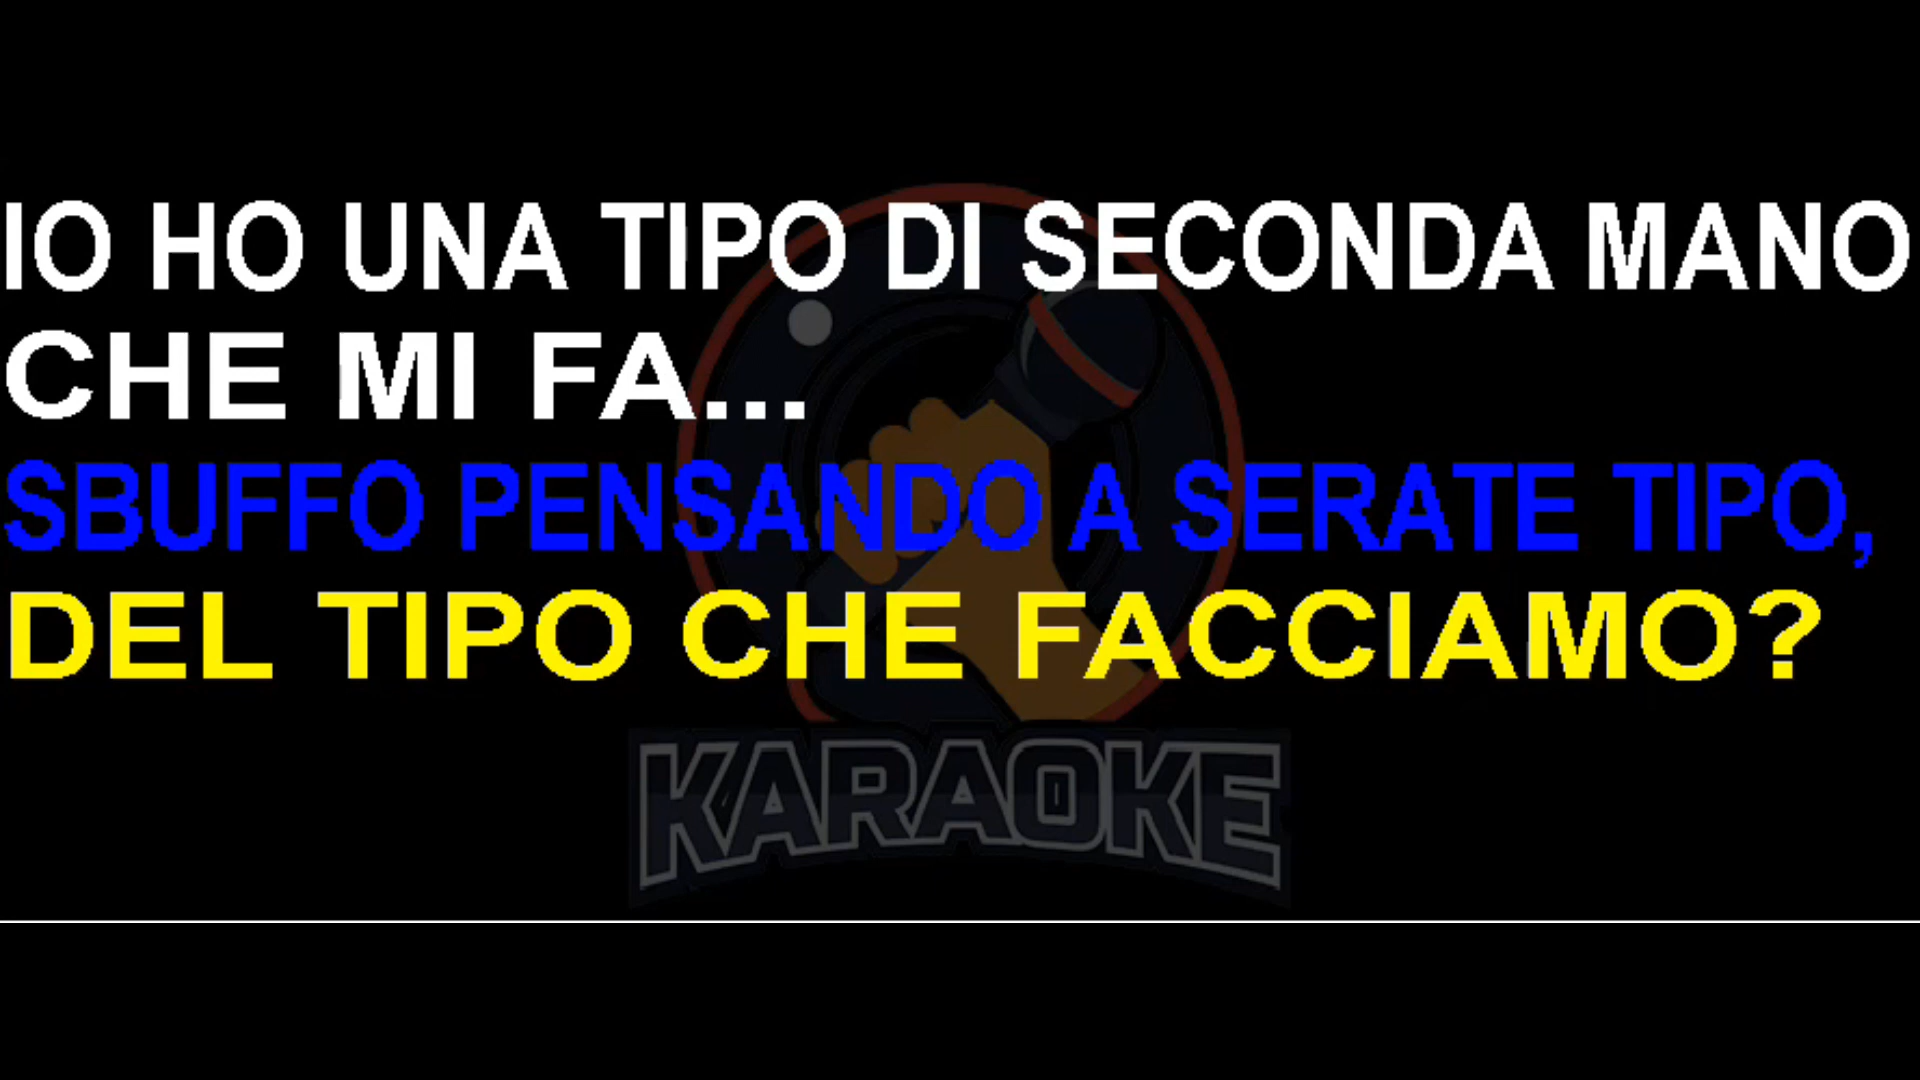 IO HO UNA TIPO DI SECONDA MANO
CHE MI FA...
SBUFFO PENSANDO A SERATE TIPO,
DEL TIPO CHE FACCIAMO?
KARAOKE